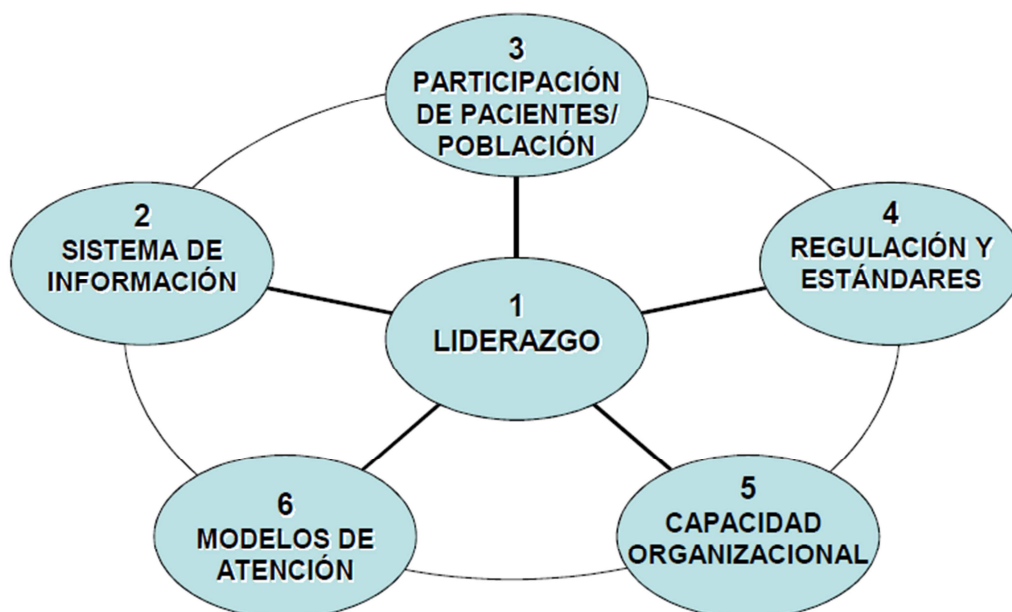 3
PARTICIPACIÓN
DE PACIENTES/
POBLACIÓN
2
SISTEMA DE
INFORMACIÓN
4
REGULACIÓN Y
ESTÁNDARES
1
LIDERAZGO
6
MODELOS DE
ATENCIÓN
5
CAPACIDAD
ORGANIZACIONAL